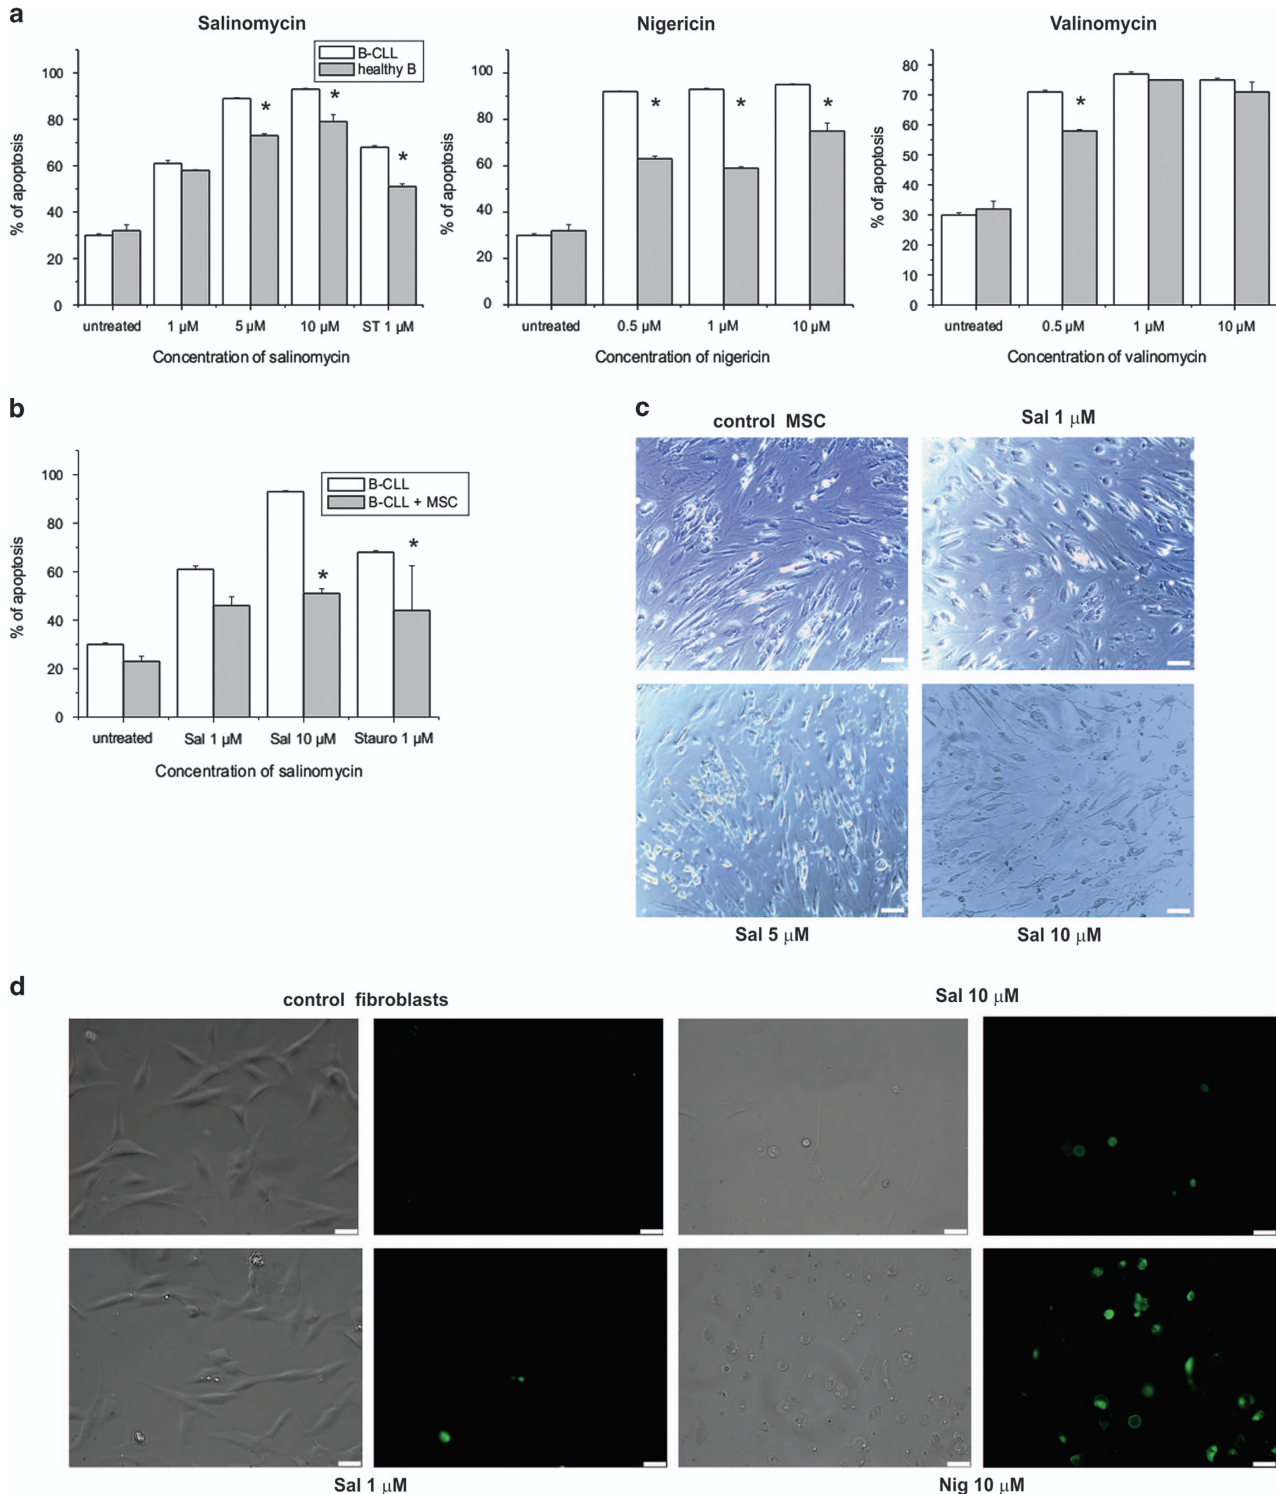 a
Salinomycin
B-CLL
healthy B
% of apoptosis
100
80
60
40
20
0
*
*
*
untreated 1 µM 5 µM 10 µM ST 1 µM
Concentration of salinomycin
Nigericin
% of apoptosis
100
80
60
40
20
0
*
*
*
untreated 0.5 µM 1 µM 10 µM
Concentration of nigericin
Valinomycin
% of apoptosis
80
70
60
50
40
30
20
10
0
*
untreated 0.5 µM 1 µM 10 µM
Concentration of valinomycin
b
B-CLL
B-CLL + MSC
% of apoptosis
100
80
60
40
20
0
*
*
untreated Sal 1 µM Sal 10 µM Stauro 1 µM
Concentration of salinomycin
c
control MSC
Sal 1 µM
Sal 5 µM
Sal 10 µM
d
control fibroblasts
Sal 10 µM
Sal 1 µM
Nig 10 µM